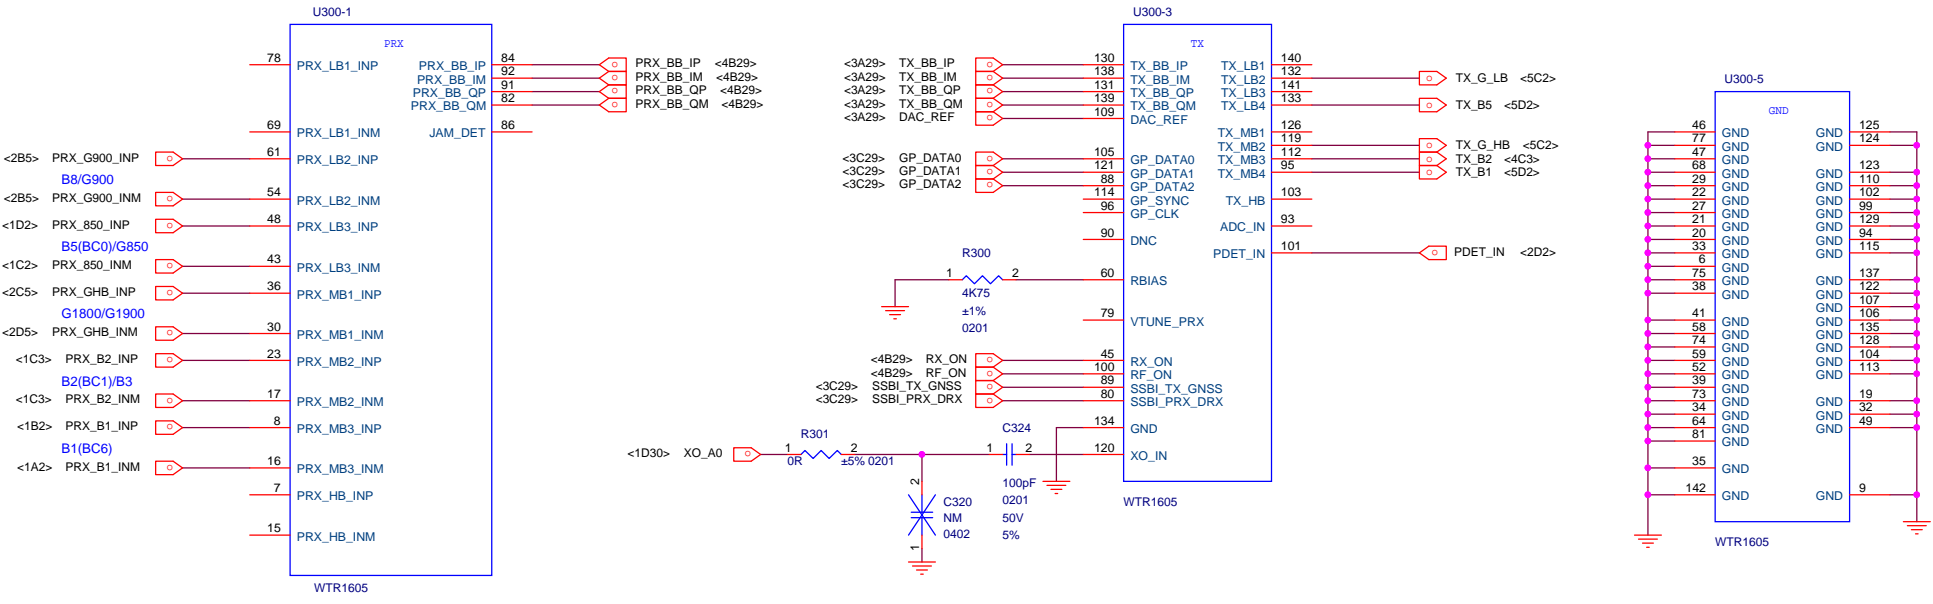 U300-1
PRX
78 PRX_LB1_INP
PRX_BB_IP 84 PRX_BB_IP <4B29>
PRX_BB_IM 92 PRX_BB_IM <4B29>
PRX_BB_QP 91 PRX_BB_QP <4B29>
PRX_BB_QM 82 PRX_BB_QM <4B29>
69 PRX_LB1_INM
JAM_DET 86
<2B5> PRX_G900_INP 61 PRX_LB2_INP
B8/G900
<2B5> PRX_G900_INM 54 PRX_LB2_INM
<1D2> PRX_850_INP 48 PRX_LB3_INP
B5(BC0)/G850
<1C2> PRX_850_INM 43 PRX_LB3_INM
<2C5> PRX_GHB_INP 36 PRX_MB1_INP
G1800/G1900
<2D5> PRX_GHB_INM 30 PRX_MB1_INM
<1C3> PRX_B2_INP 23 PRX_MB2_INP
B2(BC1)/B3
<1C3> PRX_B2_INM 17 PRX_MB2_INM
<1B2> PRX_B1_INP 8 PRX_MB3_INP
B1(BC6)
<1A2> PRX_B1_INM 16 PRX_MB3_INM
7 PRX_HB_INP
15 PRX_HB_INM
WTR1605
U300-3
TX
<3A29> TX_BB_IP 130 TX_BB_IP
<3A29> TX_BB_IM 138 TX_BB_IM
<3A29> TX_BB_QP 131 TX_BB_QP
<3A29> TX_BB_QM 139 TX_BB_QM
<3A29> DAC_REF 109 DAC_REF
<3C29> GP_DATA0 105 GP_DATA0
<3C29> GP_DATA1 121 GP_DATA1
<3C29> GP_DATA2 88 GP_DATA2
114 GP_SYNC
96 GP_CLK
90 DNC
R300
1 2 60 RBIAS
4K75
±1%
0201
79 VTUNE_PRX
<4B29> RX_ON 45 RX_ON
<4B29> RF_ON 100 RF_ON
<3C29> SSBI_TX_GNSS 89 SSBI_TX_GNSS
<3C29> SSBI_PRX_DRX 80 SSBI_PRX_DRX
134 GND
<1D30> XO_A0 1 R301 2 0R ±5% 0201
1 C324 2 120 XO_IN
100pF
0201
50V
5%
2
C320
NM
0402
1
TX_LB1 140
TX_LB2 132 TX_G_LB <5C2>
TX_LB3 141
TX_LB4 133 TX_B5 <5D2>
TX_MB1 126
TX_MB2 119 TX_G_HB <5C2>
TX_MB3 112 TX_B2 <4C3>
TX_MB4 95 TX_B1 <5D2>
TX_HB 103
ADC_IN 93
PDET_IN 101 PDET_IN <2D2>
WTR1605
U300-5
GND
46 GND GND 125
77 GND GND 124
47 GND
68 GND GND 123
29 GND GND 110
22 GND GND 102
27 GND GND 99
21 GND GND 129
20 GND GND 94
33 GND GND 115
6 GND
75 GND GND 137
38 GND GND 122
GND 107
41 GND GND 106
58 GND GND 135
74 GND GND 128
59 GND GND 104
52 GND GND 113
39 GND
73 GND GND 19
34 GND GND 32
64 GND GND 49
81 GND
35 GND
142 GND GND 9
WTR1605